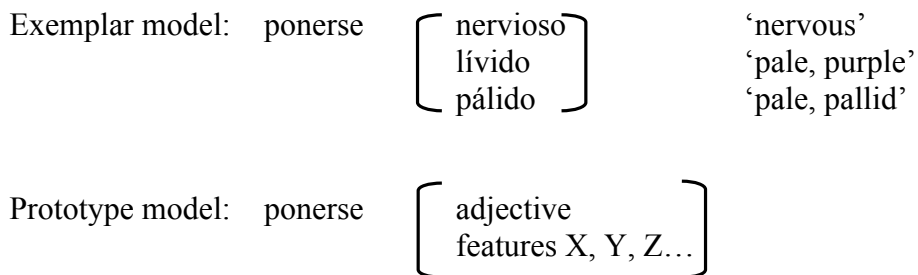 Exemplar model: ponerse nervioso ‘nervous’
lívido ‘pale, purple’
pálido ‘pale, pallid’
Prototype model: ponerse adjective
features X, Y, Z…